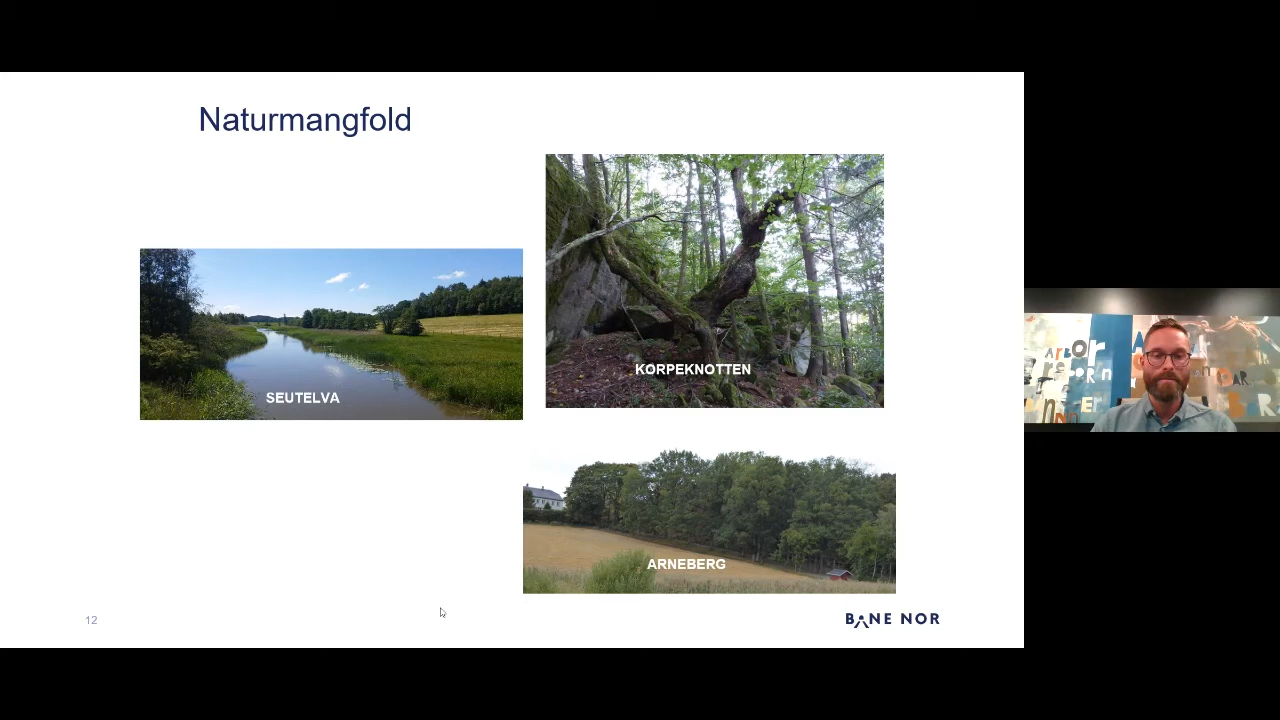 Naturmangfold
SEUTELVA
KORPEKNOTTEN
ARNEBERG
12
BANE NOR